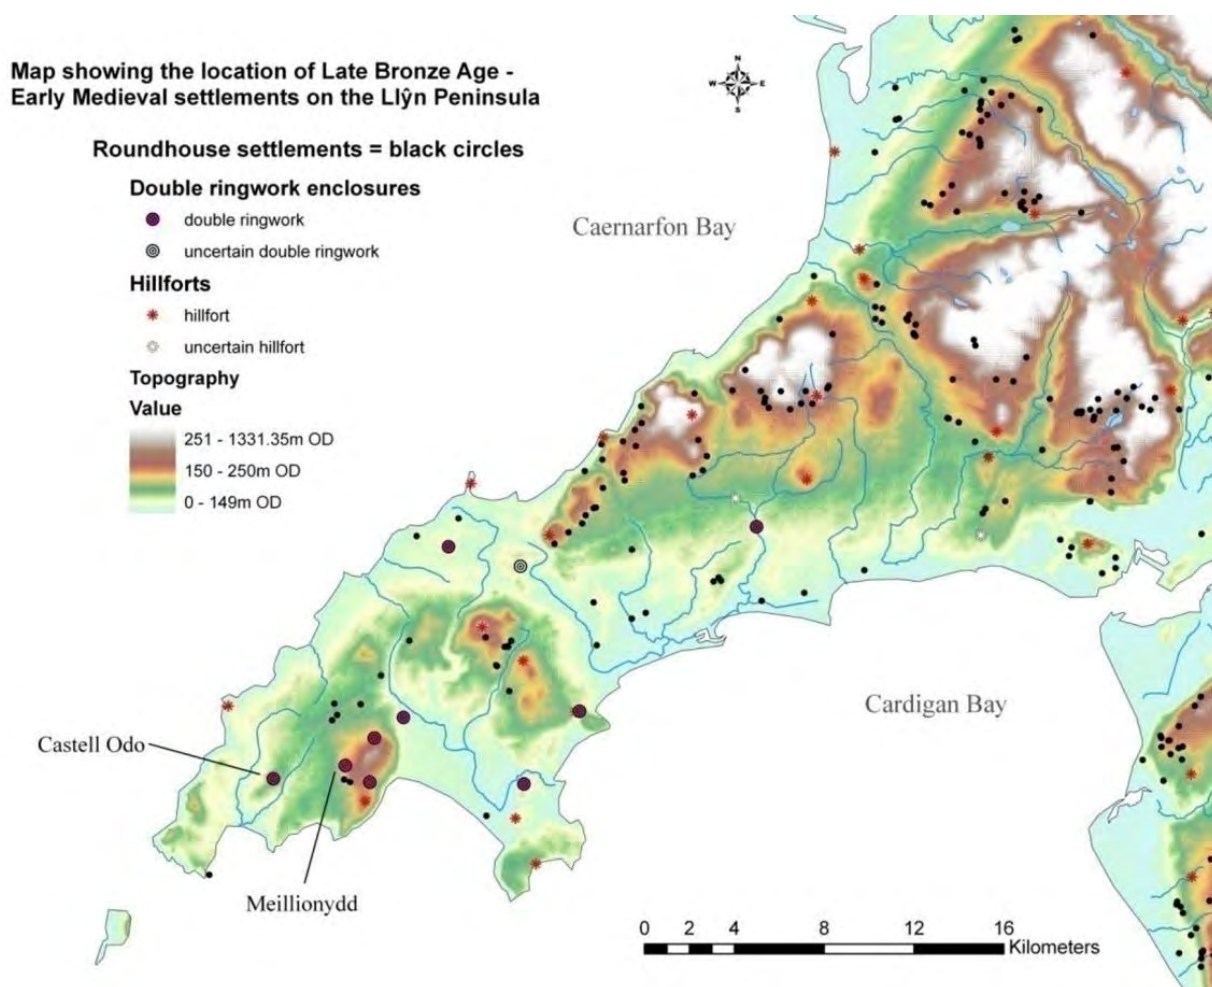 Map showing the location of Late Bronze Age -
Early Medieval settlements on the Llŷn Peninsula
Roundhouse settlements = black circles
Double ringwork enclosures
double ringwork
uncertain double ringwork
Hillforts
hillfort
uncertain hillfort
Topography
Value
251 - 1331.35m OD
150 - 250m OD
0 - 149m OD
N
W E
S
Caernarfon Bay
Cardigan Bay
Castell Odo
Meillionydd
0 2 4 8 12 16
Kilometers